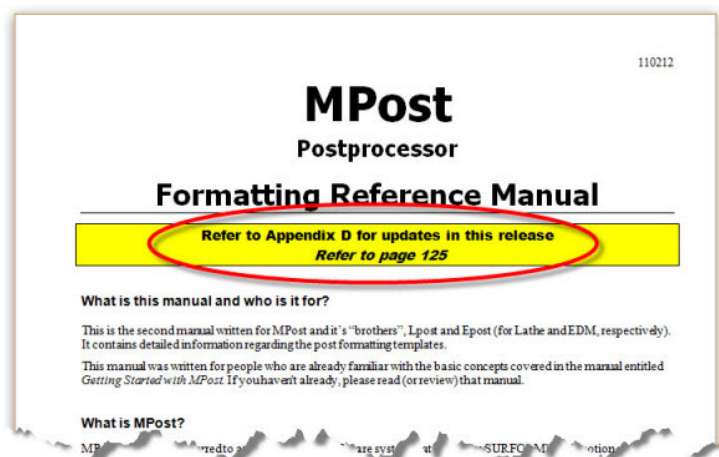 110212
MPost
Postprocessor
Formatting Reference Manual
Refer to Appendix D for updates in this release
Refer to page 125
What is this manual and who is it for?
This is the second manual written for MPost and it's “brothers”, Lpost and Epost (for Lathe and EDM, respectively).
It contains detailed information regarding the post formatting templates.
This manual was written for people who are already familiar with the basic concepts covered in the manual entitled
Getting Started with MPost. If you haven't already, please read (or review) that manual.
What is MPost?